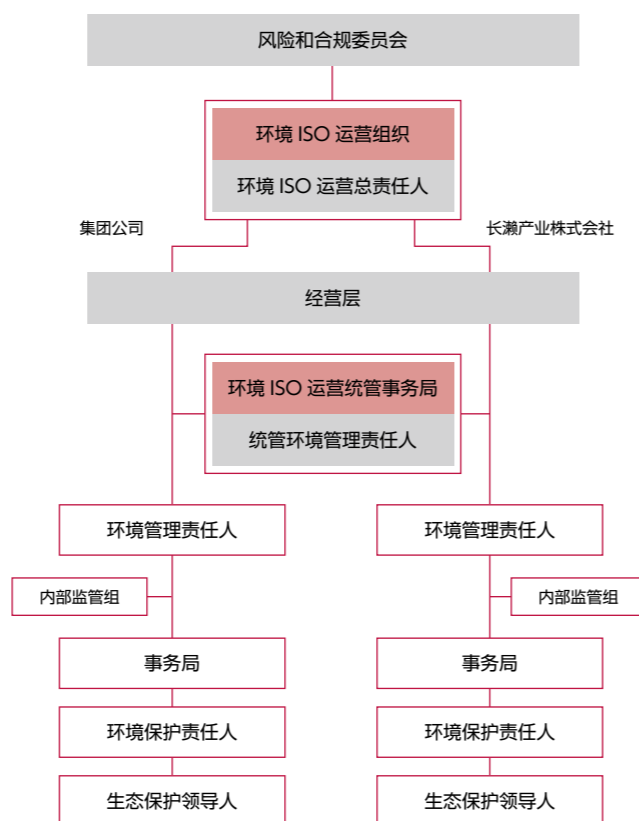 风险和合规委员会
环境 ISO 运营组织
环境 ISO 运营总责任人
集团公司
长濑产业株式会社
经营层
环境 ISO 运营统管事务局
统管环境管理责任人
环境管理责任人
环境管理责任人
内部监管组
内部监管组
事务局
事务局
环境保护责任人
环境保护责任人
生态保护领导人
生态保护领导人